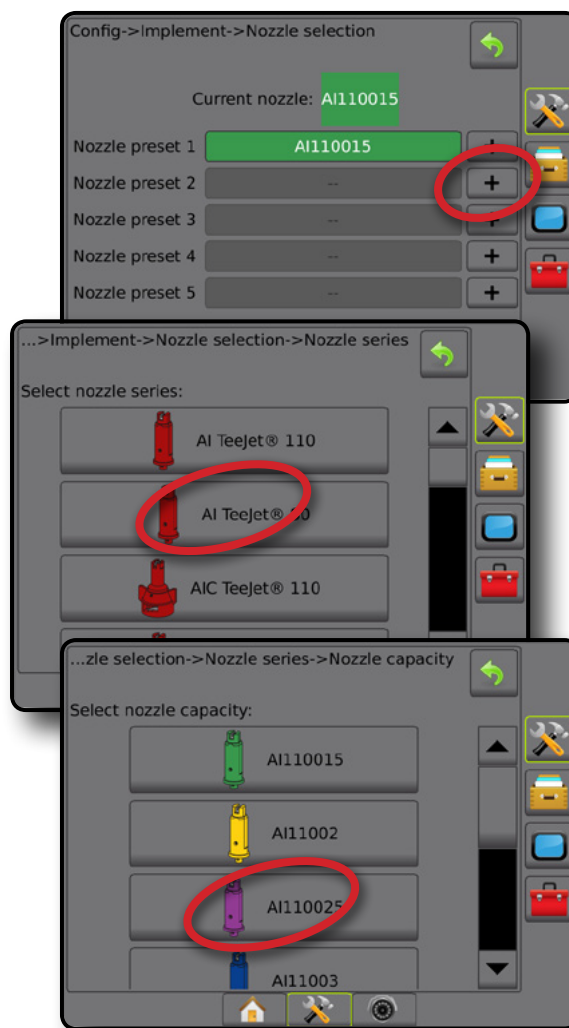 Config->Implement->Nozzle selection
Current nozzle: AI110015
Nozzle preset 1 AI110015 +
Nozzle preset 2 -- +
Nozzle preset 3 -- +
Nozzle preset 4 -- +
Nozzle preset 5 -- +
...>Implement->Nozzle selection->Nozzle series
Select nozzle series:
AI TeeJet® 110
AI TeeJet® 80
AIC TeeJet® 110
...zle selection->Nozzle series->Nozzle capacity
Select nozzle capacity:
AI110015
AI11002
AI110025
AI11003